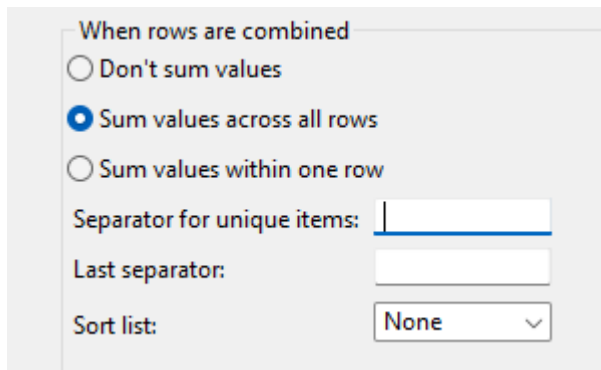 When rows are combined
Don't sum values
Sum values across all rows
Sum values within one row
Separator for unique items:
Last separator:
Sort list: None